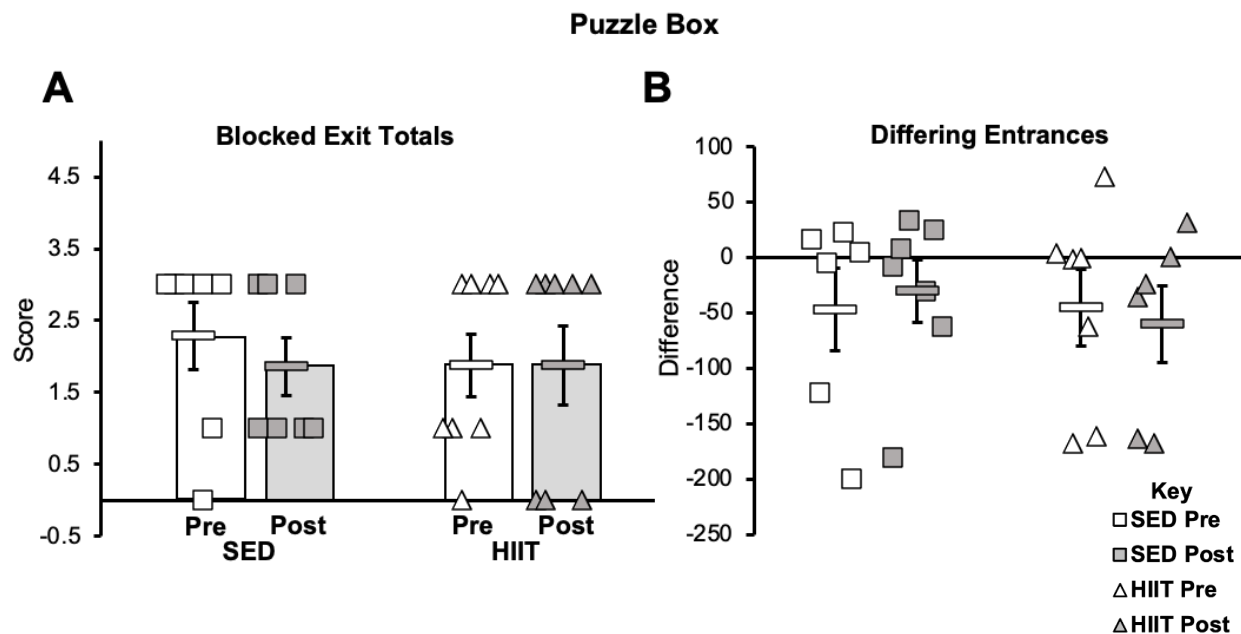 Puzzle Box
A
Blocked Exit Totals
Score
4.5
3.5
2.5
1.5
0.5
-0.5
Pre Post Pre Post
SED HIIT
B
Differing Entrances
Difference
100
50
0
-50
-100
-150
-200
-250
Key
SED Pre
SED Post
HIIT Pre
HIIT Post